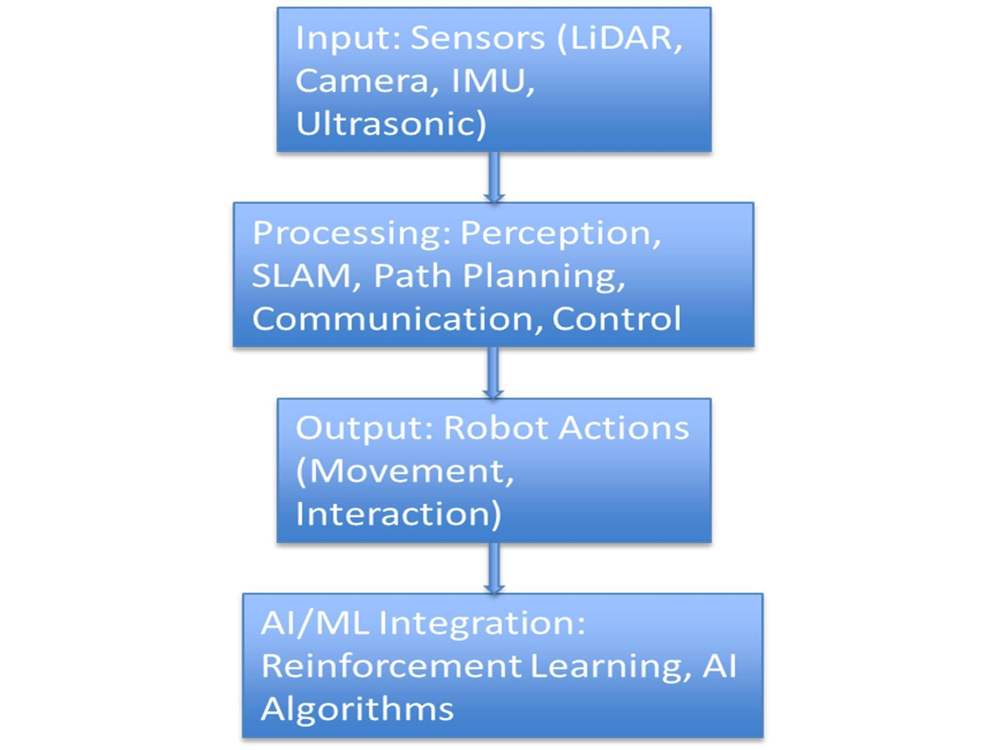 Input: Sensors (LiDAR,
Camera, IMU,
Ultrasonic)
Processing: Perception,
SLAM, Path Planning,
Communication, Control
Output: Robot Actions
(Movement,
Interaction)
AI/ML Integration:
Reinforcement Learning, AI
Algorithms